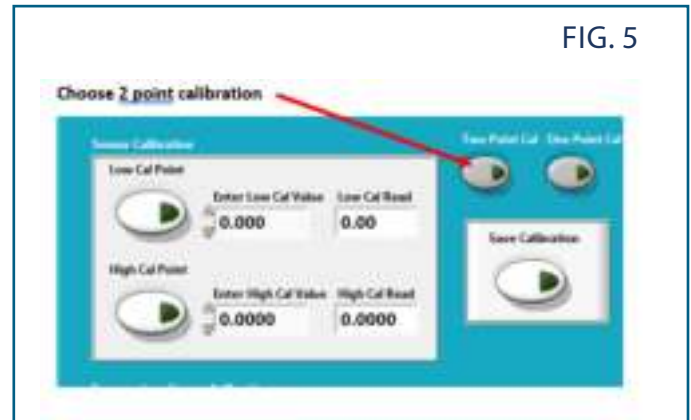 FIG. 5
Choose 2 point calibration
Two Point Cal One Point Cal
Sensor Calibration
Low Cal Point
Enter Low Cal Value Low Cal Read
0.000 0.00
Save Calibration
High Cal Point
Enter High Cal Value High Cal Read
0.0000 0.0000